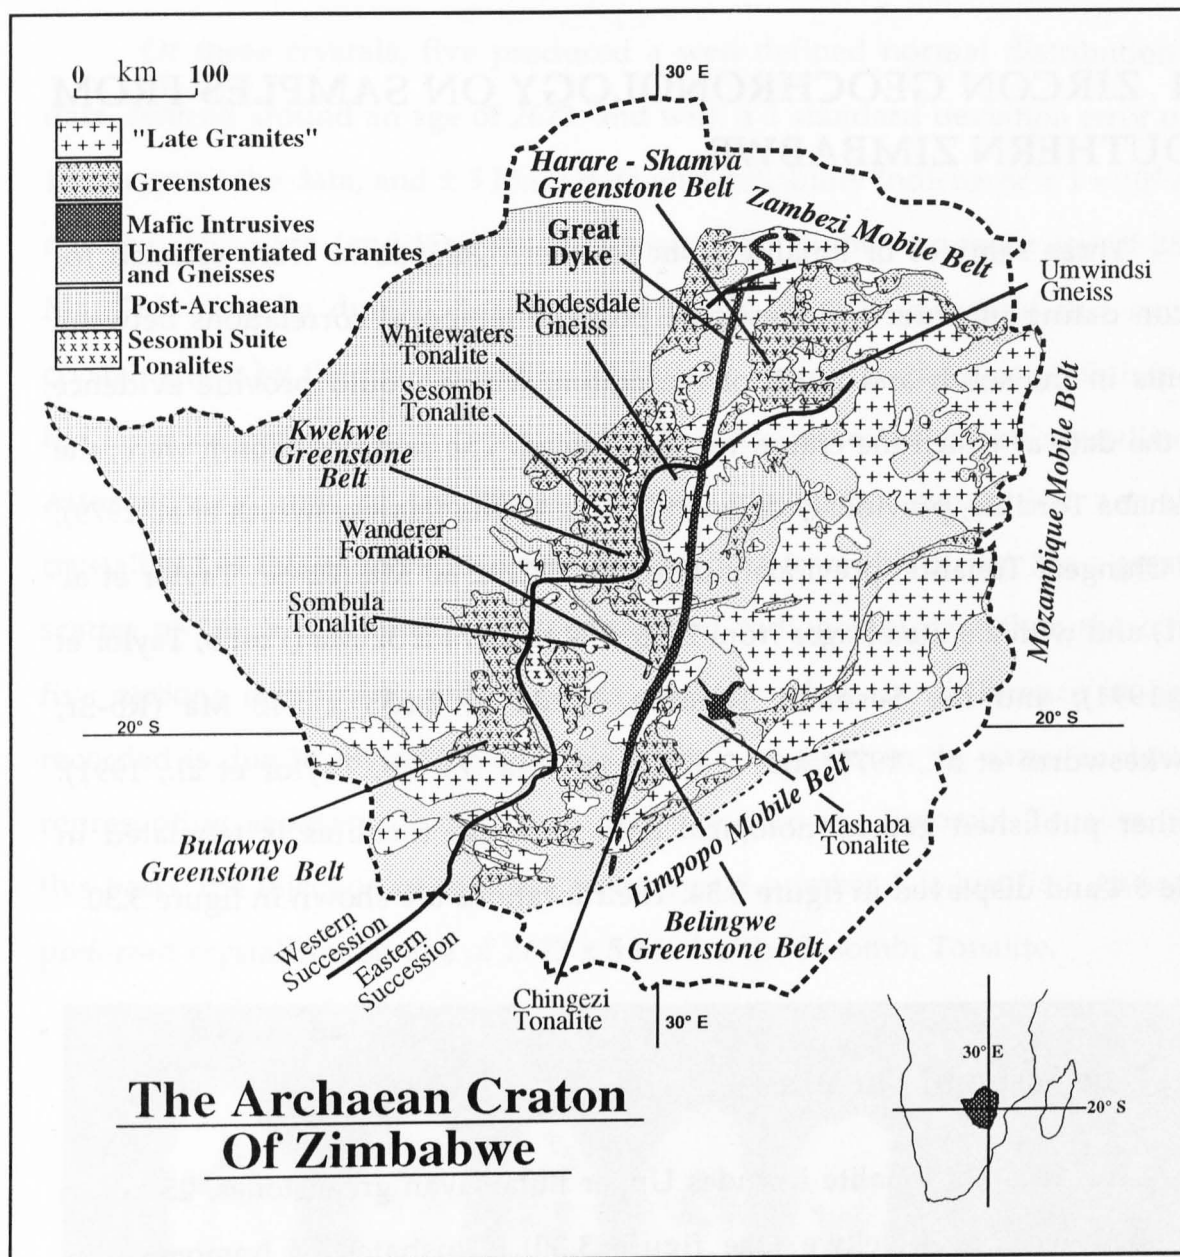 0 km 100
30° E
"Late Granites"
Greenstones
Mafic Intrusives
Undifferentiated Granites
and Gneisses
Post-Archaean
Sesombi Suite
Tonalites
Harare - Shamva
Greenstone Belt
Zambezi Mobile Belt
Great
Dyke
Umwindsi
Gneiss
Rhodesdale
Gneiss
Whitewaters
Tonalite
Sesombi
Tonalite
Kwekwe
Greenstone
Belt
Mozambique Mobile Belt
Wanderer
Formation
Sombula
Tonalite
20° S
20° S
Bulawayo
Greenstone Belt
Limpopo Mobile Belt
Mashaba
Tonalite
Belingwe
Greenstone Belt
Western
Succession
Eastern
Succession
Chingezi
Tonalite
30° E
The Archaean Craton
Of Zimbabwe
30° E
20° S